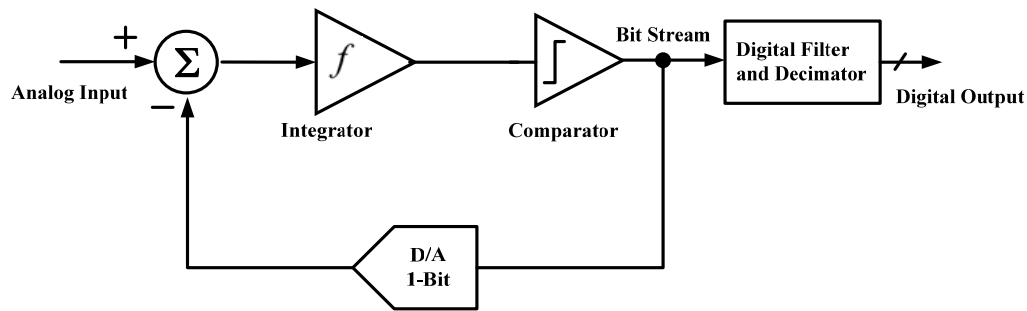 +
Σ
−
Analog Input
f
Integrator
Comparator
Bit Stream
Digital Filter
and Decimator
Digital Output
D/A
1-Bit